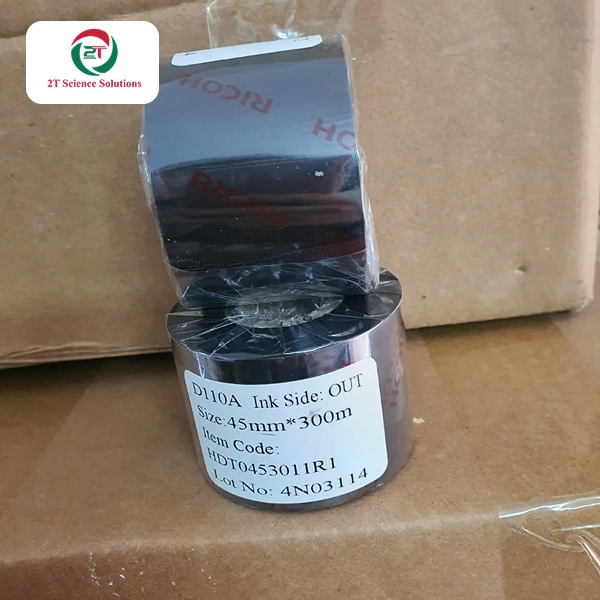 2T
2T Science Solutions
RICOH
RICOH
RICOH
D110A Ink Side: OUT
Size:45mm*300m
Item Code:
HDT0453011R1
Lot No: 4N03114